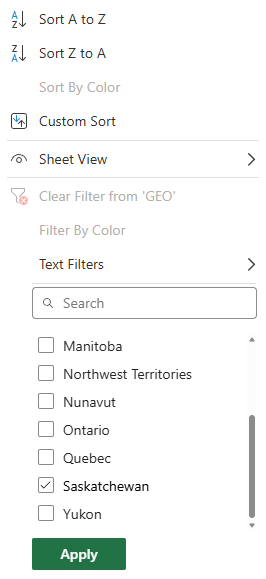 Sort A to Z
Sort Z to A
Sort By Color
Custom Sort
Sheet View
Clear Filter from 'GEO'
Filter By Color
Text Filters
Search
Manitoba
Northwest Territories
Nunavut
Ontario
Quebec
Saskatchewan
Yukon
Apply